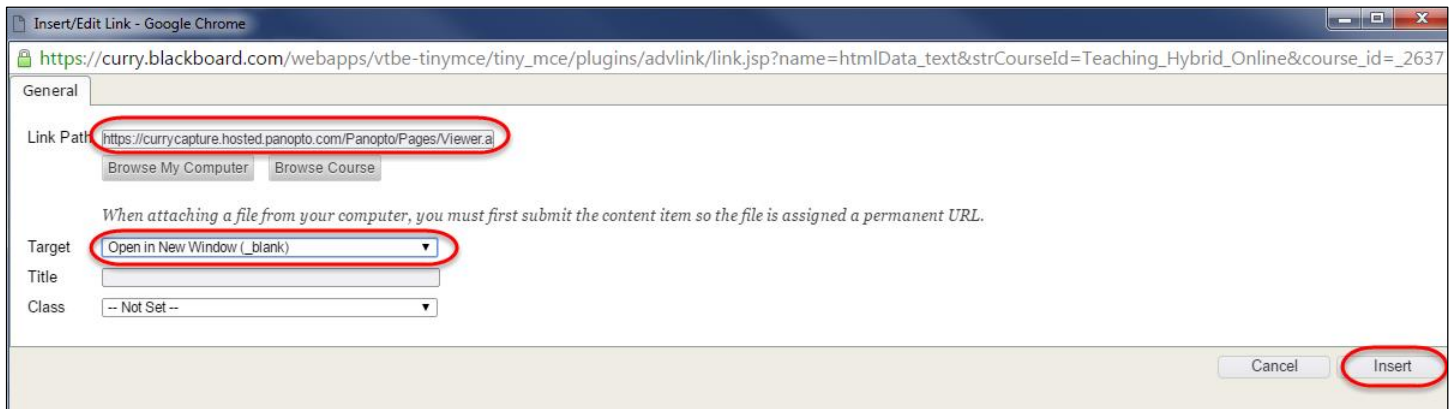 Insert/Edit Link - Google Chrome
https://curry.blackboard.com/webapps/vtbe-tinymce/tiny_mce/plugins/advlink/link.jsp?name=htmlData_text&strCourseId=Teaching_Hybrid_Online&course_id=_2637
General
Link Path https://currycapture.hosted.panopto.com/Panopto/Pages/Viewer.a
Browse My Computer Browse Course
When attaching a file from your computer, you must first submit the content item so the file is assigned a permanent URL.
Target Open in New Window (_blank)
Title
Class -- Not Set --
Cancel Insert